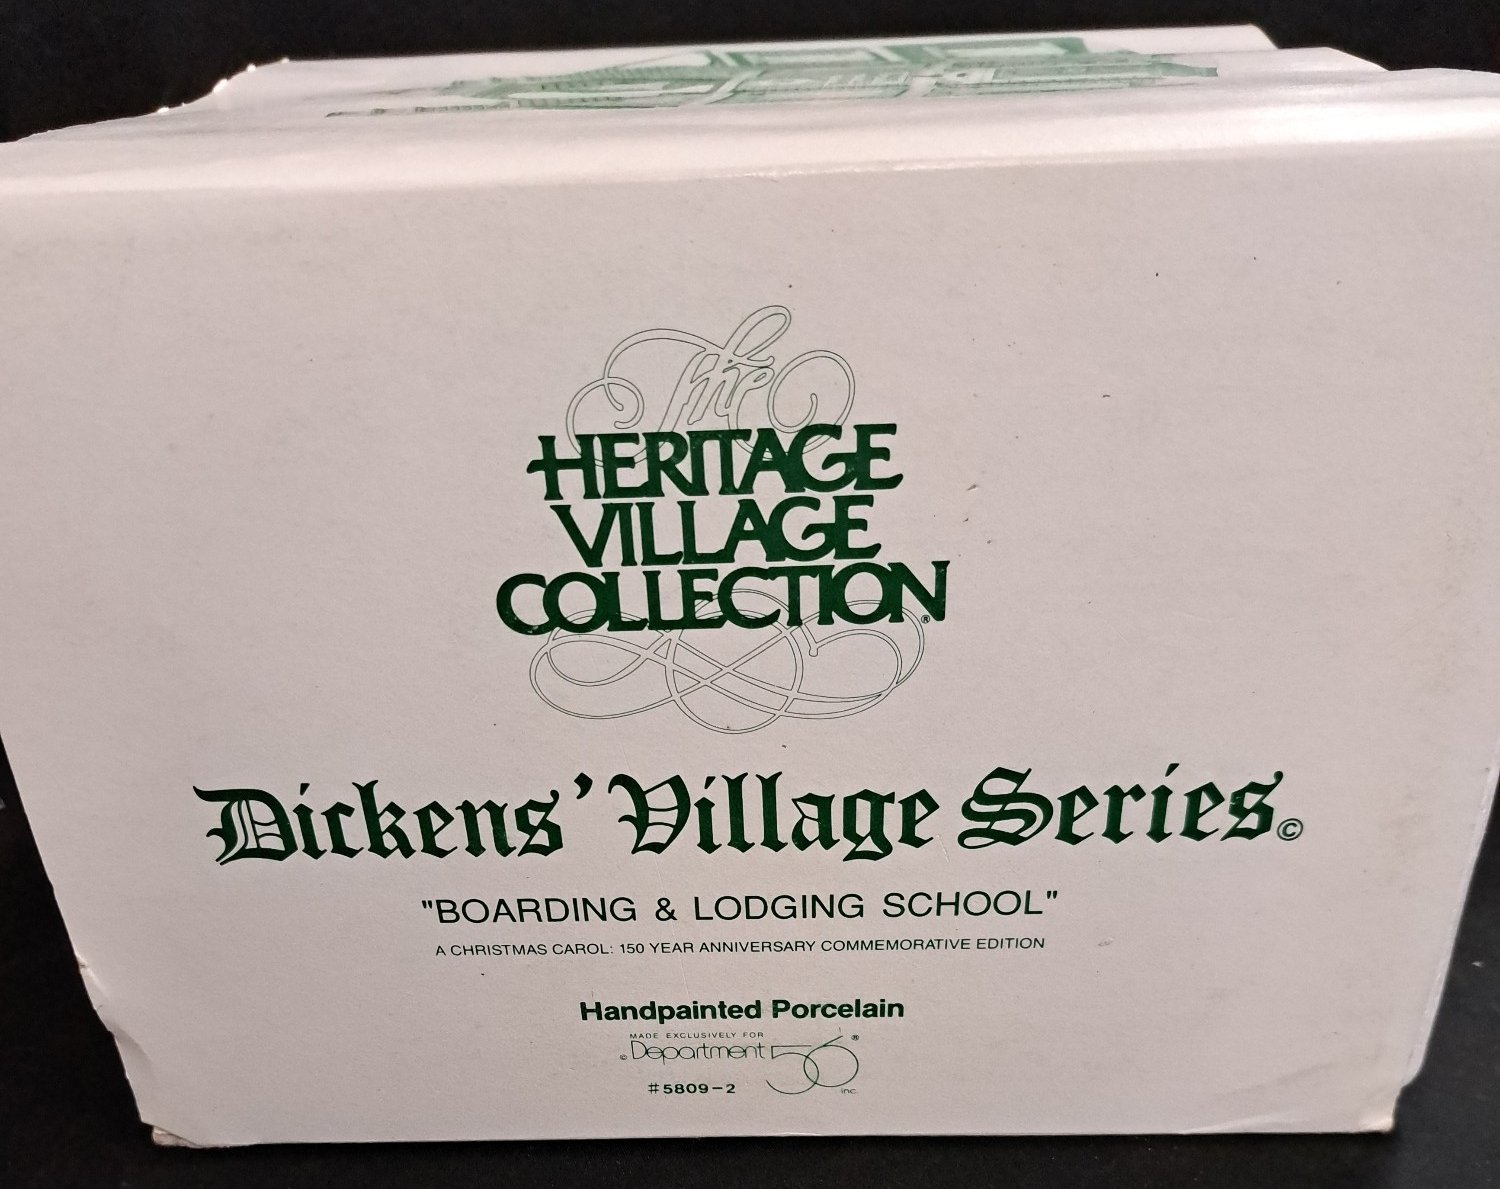 The
HERITAGE
VILLAGE
COLLECTION®
Dickens' Village Series©
"BOARDING & LODGING SCHOOL"
A CHRISTMAS CAROL: 150 YEAR ANNIVERSARY COMMEMORATIVE EDITION
Handpainted Porcelain
MADE EXCLUSIVELY FOR
© Department 56® inc.
#5809-2